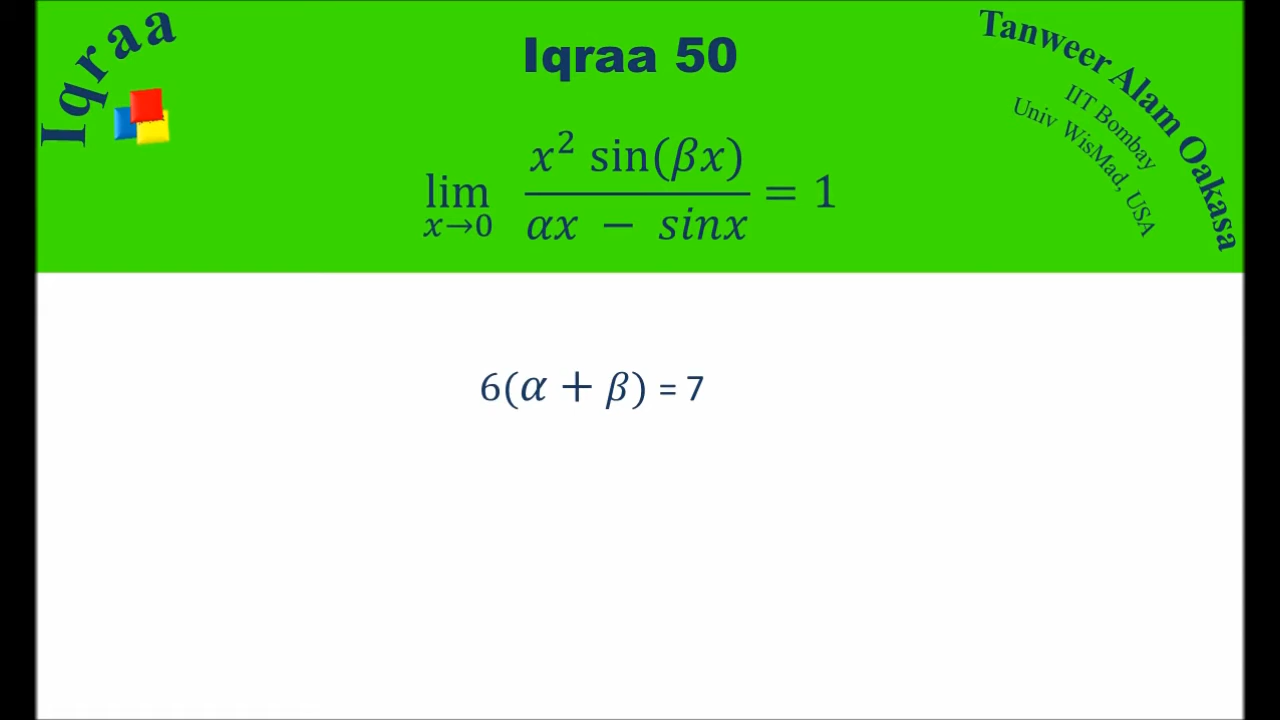 Iqraa
Iqraa 50
Tanweer Alam Oakasa
IIT Bombay
Univ WisMad, USA
lim x→0 x² sin(βx) / αx − sinx = 1
6(α + β) = 7